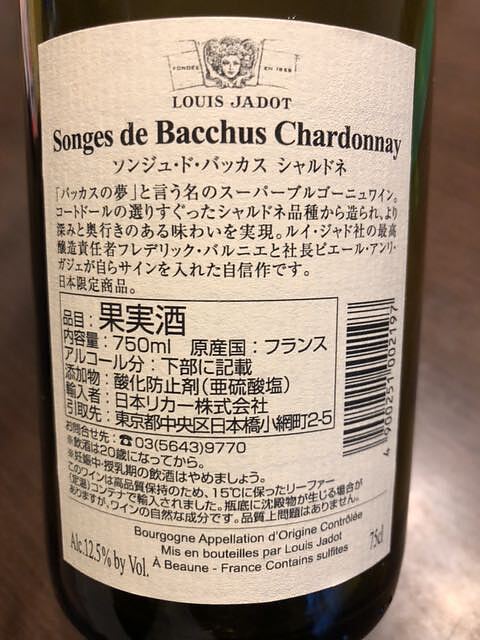 FONDÉE EN 1859
LOUIS JADOT
Songes de Bacchus Chardonnay
ソンジュ・ド・バッカス シャルドネ
「バッカスの夢」と言う名のスーパーブルゴーニュワイン。
コートドールの選りすぐったシャルドネ品種から造られ、より
深みと奥行きのある味わいを実現。ルイ・ジャド社の最高
醸造責任者フレデリック・バルニエと社長ピエール・アンリ・
ガジェが自らサインを入れた自信作です。
日本限定商品。
品目：果実酒
内容量：750ml 原産国：フランス
アルコール分：下部に記載
添加物：酸化防止剤（亜硫酸塩）
輸入者：日本リカー株式会社
引取先：東京都中央区日本橋小網町2-5
お問合せ先：☎03(5643)9770
※飲酒は20歳になってから。
※妊娠中・授乳期の飲酒はやめましょう。
このワインは高品質保持のため、15℃に保ったリーファー
（定温）コンテナで輸入されました。瓶底に沈殿物が生じる場合が
ありますが、ワインの自然な成分です。品質上問題はありません。
4 900251 002197
Bourgogne Appellation d'Origine Contrôlée
Mis en bouteilles par Louis Jadot
Alc.12.5% by Vol. À Beaune - France Contains sulfites 75cl